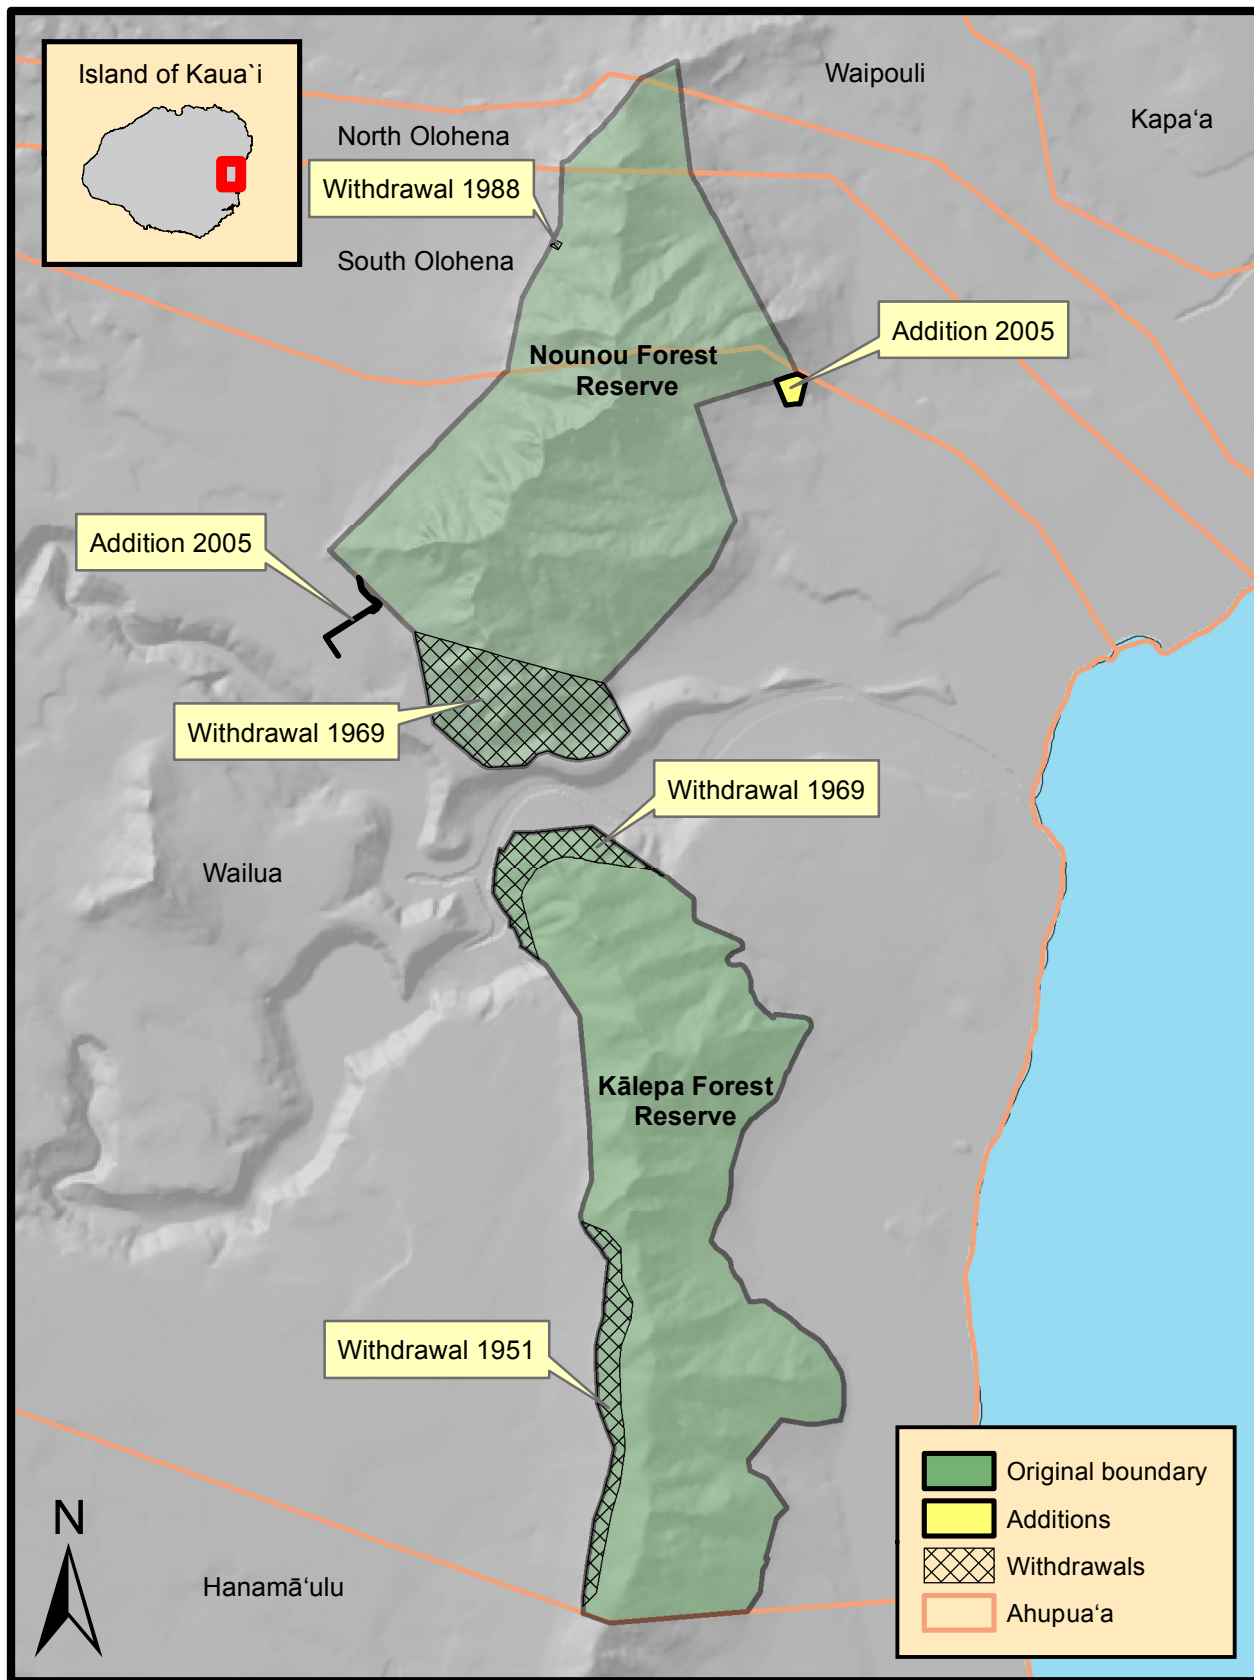 Island of Kaua`i
Waipouli
Kapa‘a
North Olohena
Withdrawal 1988
South Olohena
Addition 2005
Nounou Forest
Reserve
Addition 2005
Withdrawal 1969
Withdrawal 1969
Wailua
Kālepa Forest
Reserve
Withdrawal 1951
Hanamā‘ulu
N
Original boundary
Additions
Withdrawals
Ahupua‘a